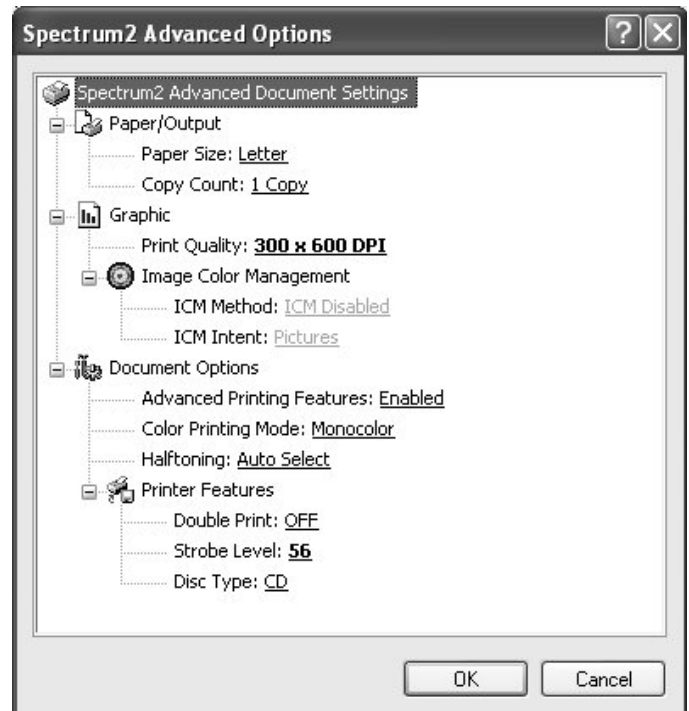 Spectrum2 Advanced Options
Spectrum2 Advanced Document Settings
Paper/Output
Paper Size: Letter
Copy Count: 1 Copy
Graphic
Print Quality: 300 x 600 DPI
Image Color Management
ICM Method: ICM Disabled
ICM Intent: Pictures
Document Options
Advanced Printing Features: Enabled
Color Printing Mode: Monocolor
Halftoning: Auto Select
Printer Features
Double Print: OFF
Strobe Level: 56
Disc Type: CD
OK Cancel